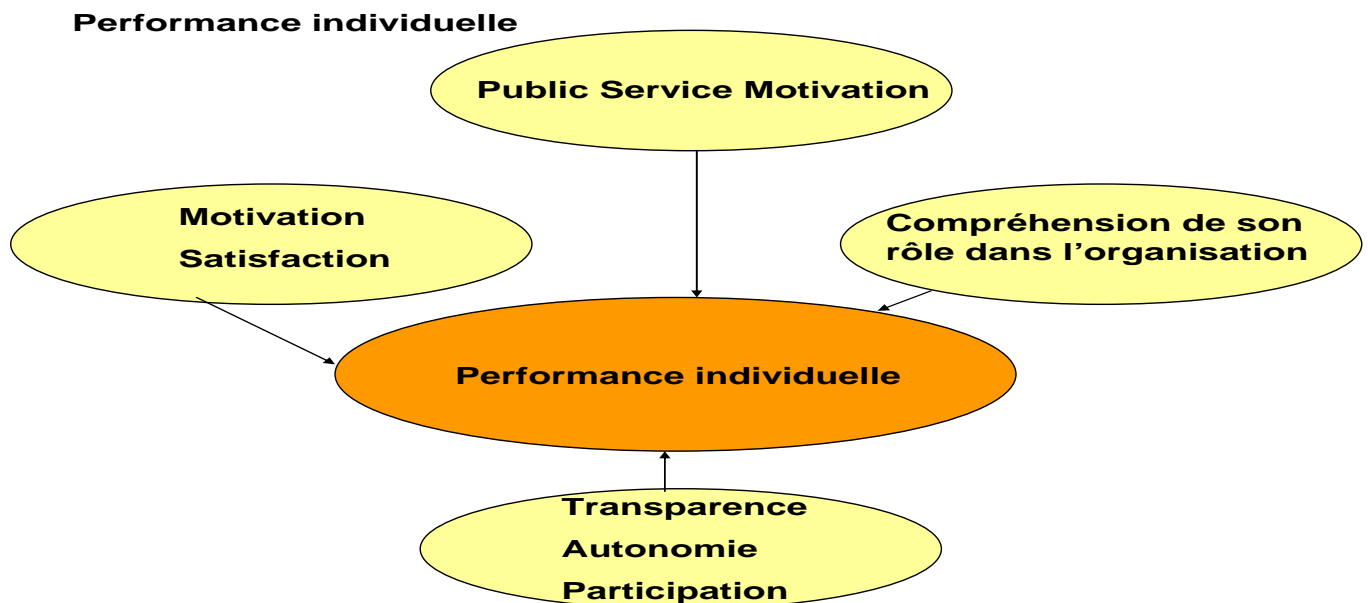 Performance individuelle
Public Service Motivation
Motivation
Satisfaction
Compréhension de son
rôle dans l'organisation
Performance individuelle
Transparence
Autonomie
Participation